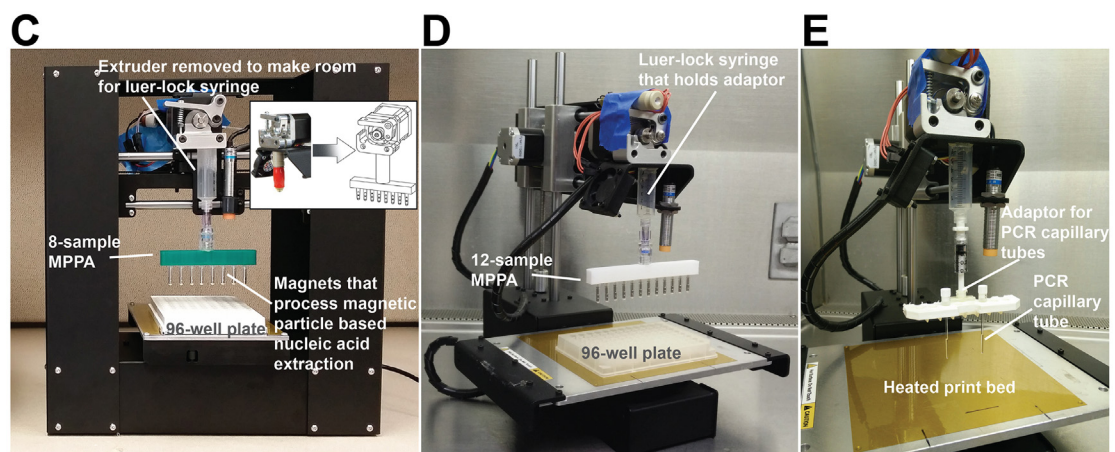 C
Extruder removed to make room
for luer-lock syringe
8-sample
MPPA
Magnets that
process magnetic
particle based
nucleic acid
extraction
96-well plate
D
Luer-lock syringe
that holds adaptor
12-sample
MPPA
96-well plate
CAUTION
E
Adaptor for
PCR capillary
tubes
PCR
capillary
tube
Heated print bed
CAUTION